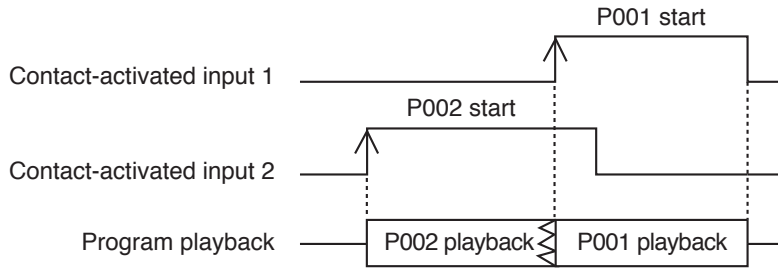 P001 start
Contact-activated input 1
P002 start
Contact-activated input 2
Program playback
P002 playback
P001 playback